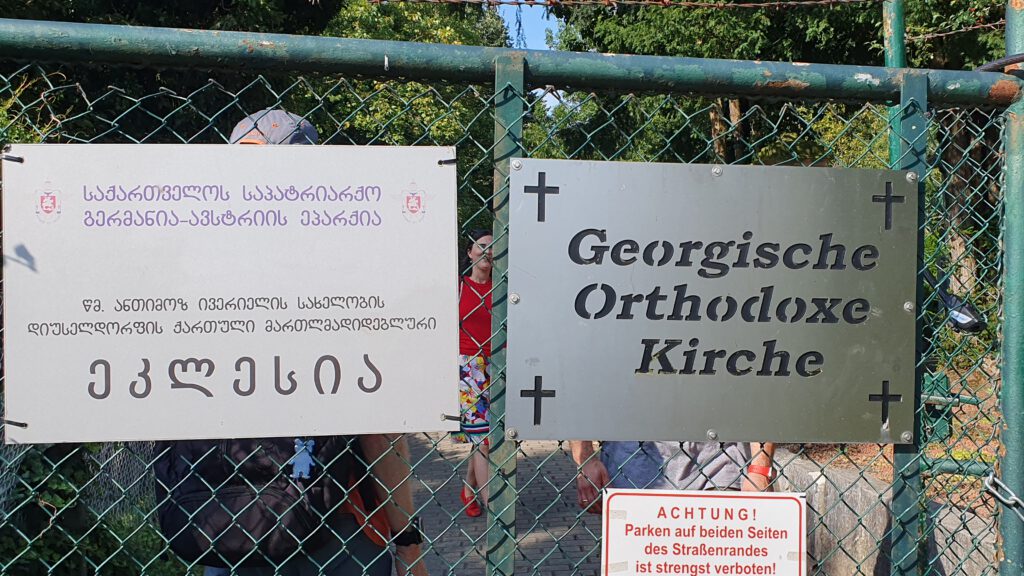 საქართველოს საპატრიარქო
გერმანია-ავსტრიის ეპარქია
წმ. ანთიმოზ ივერიელის სახელობის
დიუსელდორფის ქართული მართლმადიდებლური
ეკლესია
Georgische
Orthodoxe
Kirche
ACHTUNG!
Parken auf beiden Seiten
des Straßenrandes
ist strengst verboten!